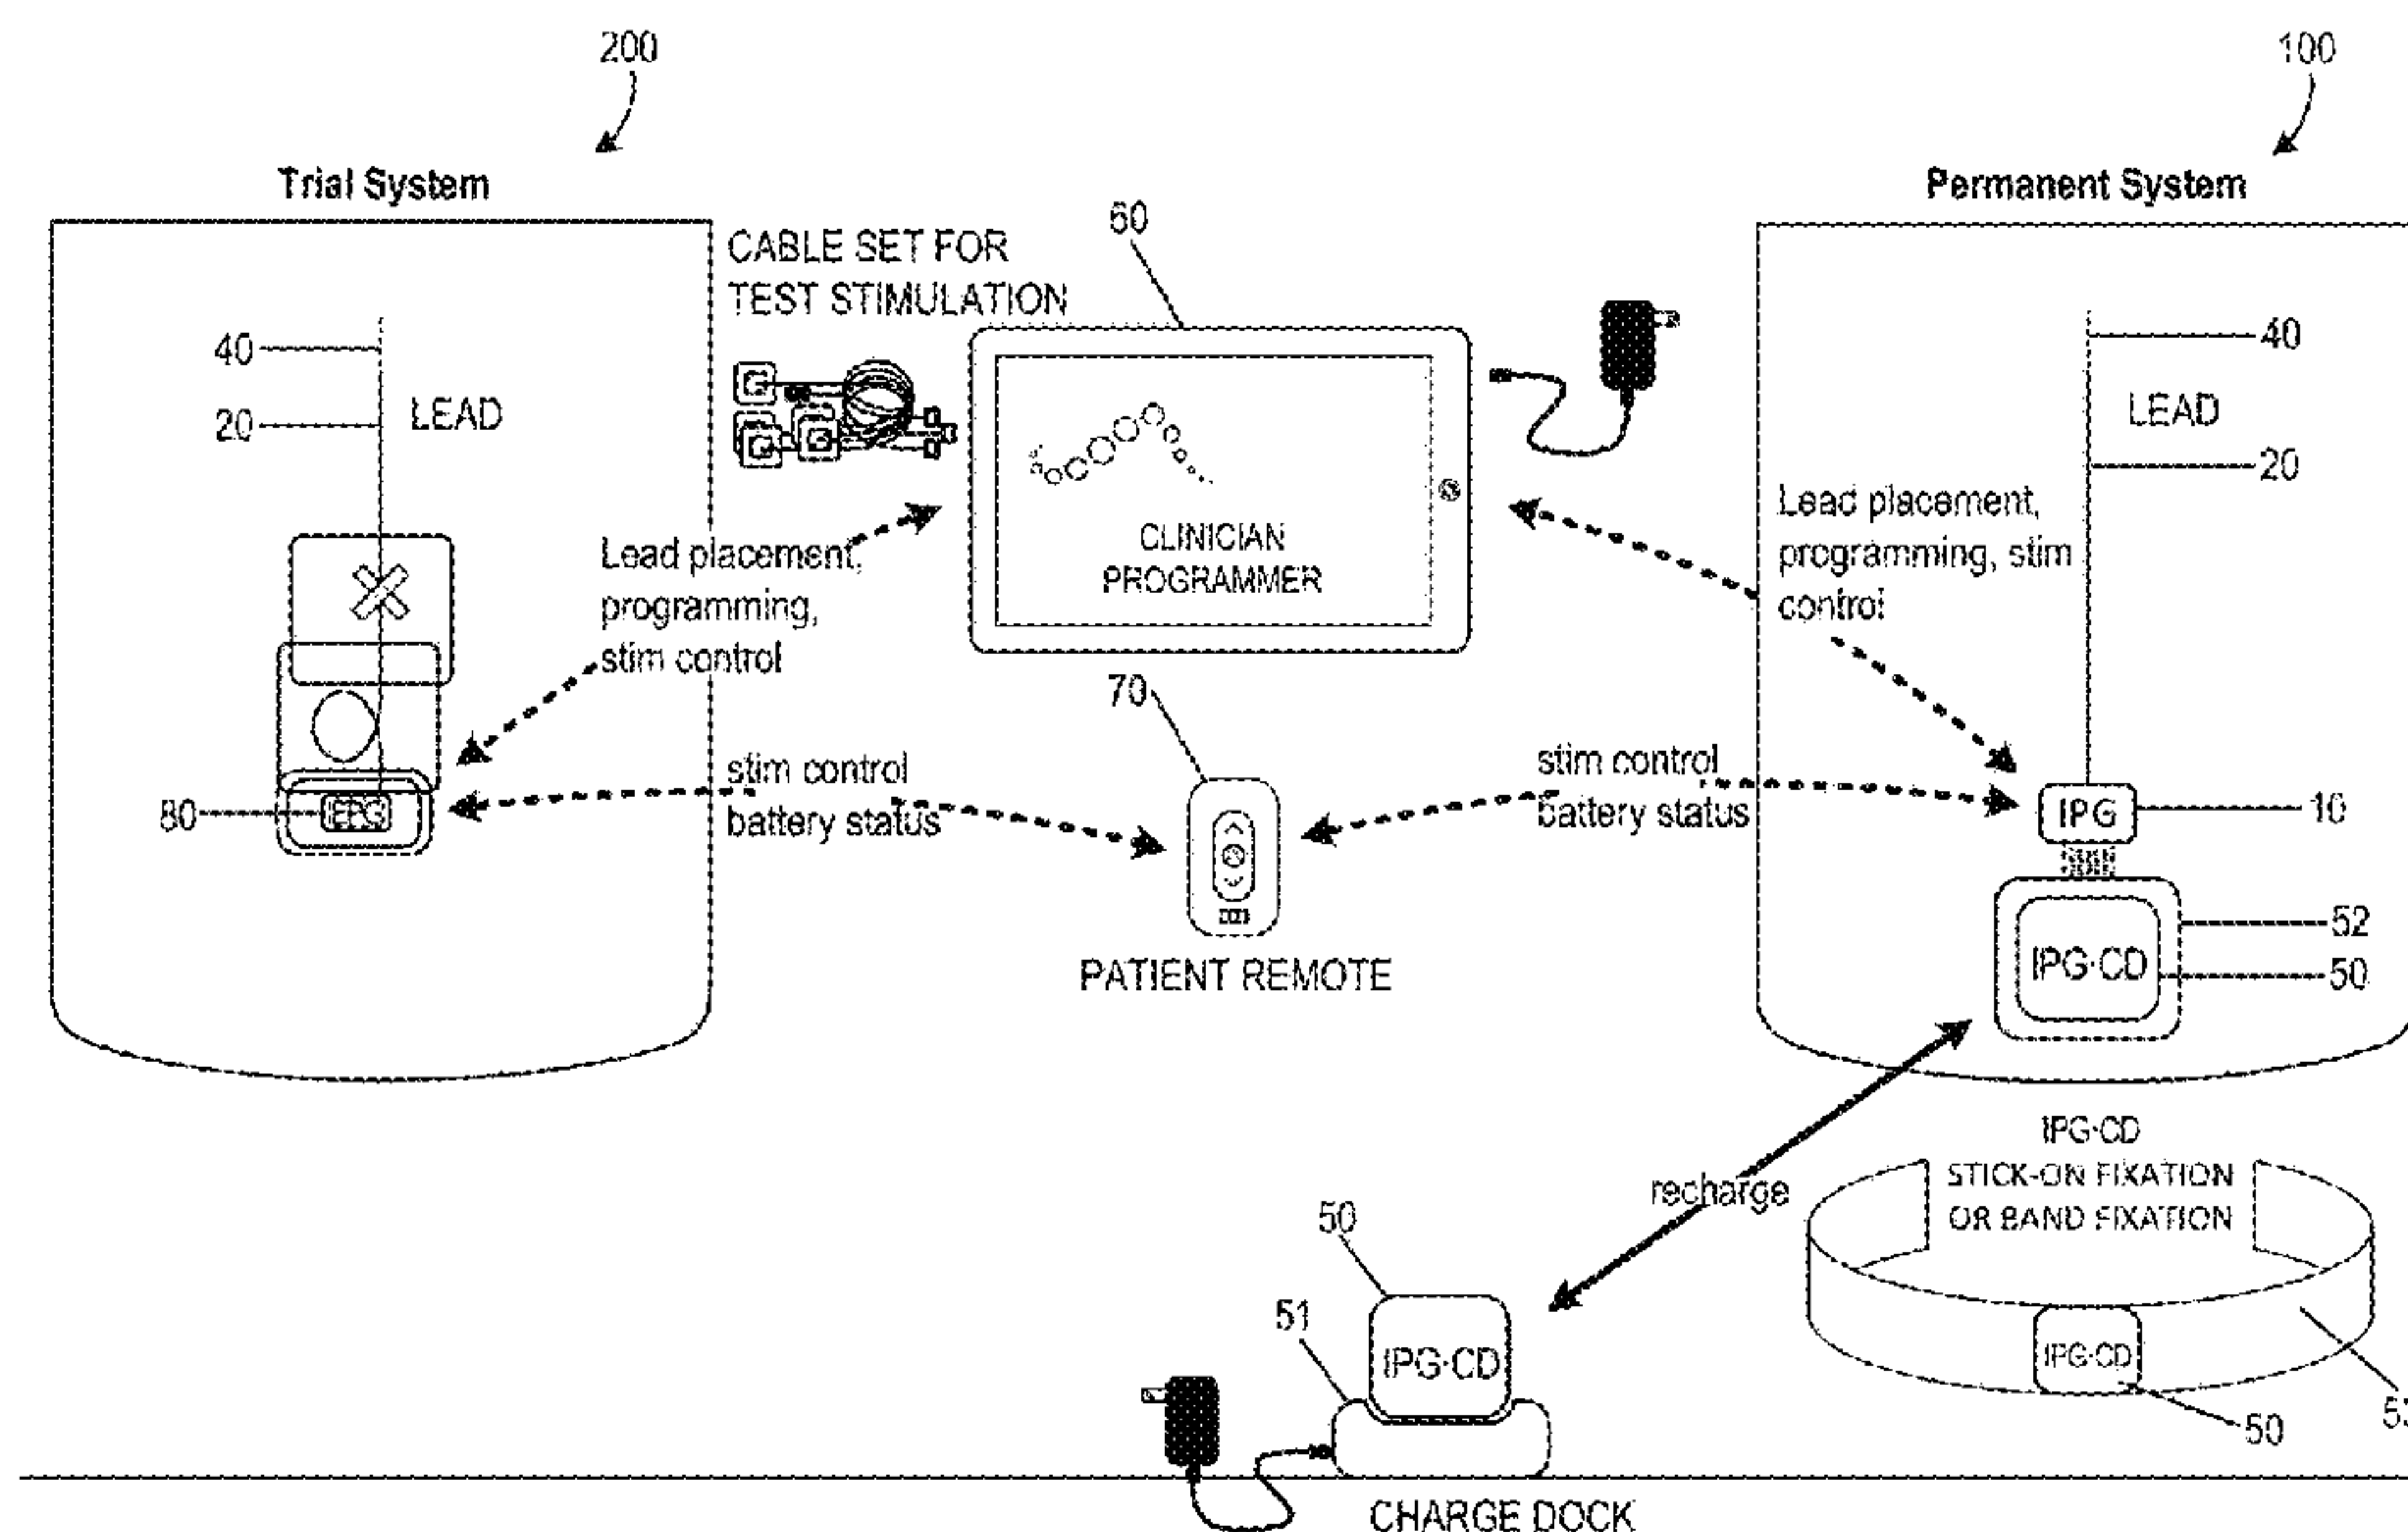 200
100
Trial System
Permanent System
CABLE SET FOR
TEST STIMULATION
60
40
20
LEAD
40
LEAD
20
Lead placement,
programming,
stim control
CLINICIAN
PROGRAMMER
Lead placement,
programming, stim
control
70
stim control
battery status
stim control
battery status
80
EPG
IPG
10
PATIENT REMOTE
52
IPG-CD
50
IPG-CD
STICK-ON FIXATION
OR BAND FIXATION
recharge
50
51
IPG-CD
IPG-CD
50
CHARGE DOCK